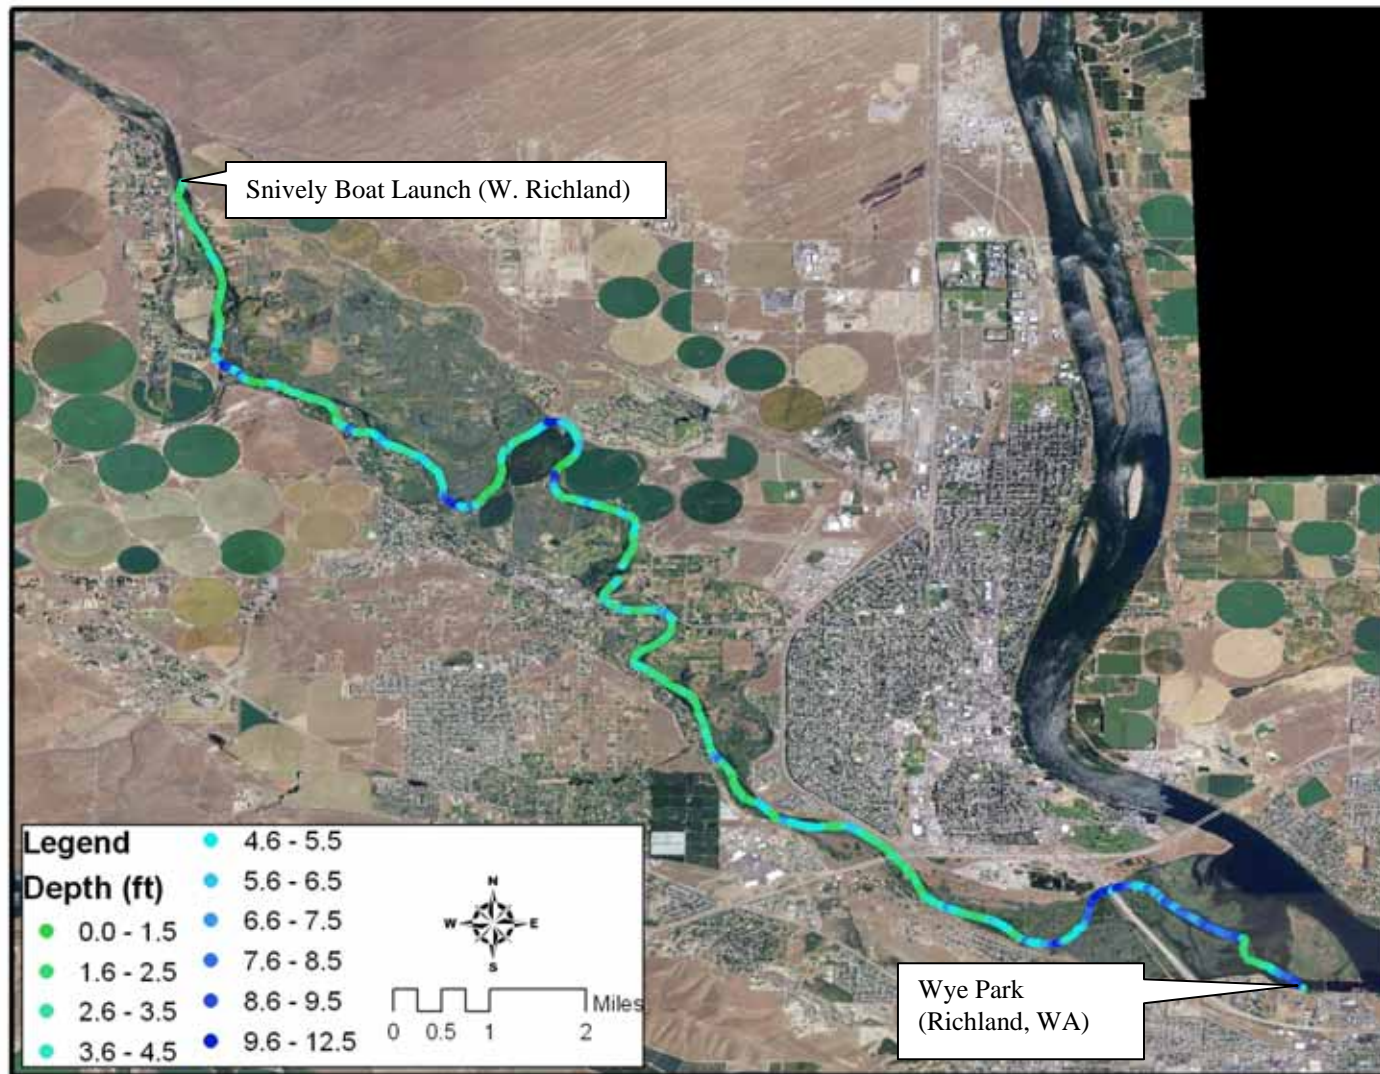 Snively Boat Launch (W. Richland)
Legend
Depth (ft)
0.0 - 1.5
1.6 - 2.5
2.6 - 3.5
3.6 - 4.5
4.6 - 5.5
5.6 - 6.5
6.6 - 7.5
7.6 - 8.5
8.6 - 9.5
9.6 - 12.5
N
W E
S
Miles
0 0.5 1 2
Wye Park
(Richland, WA)